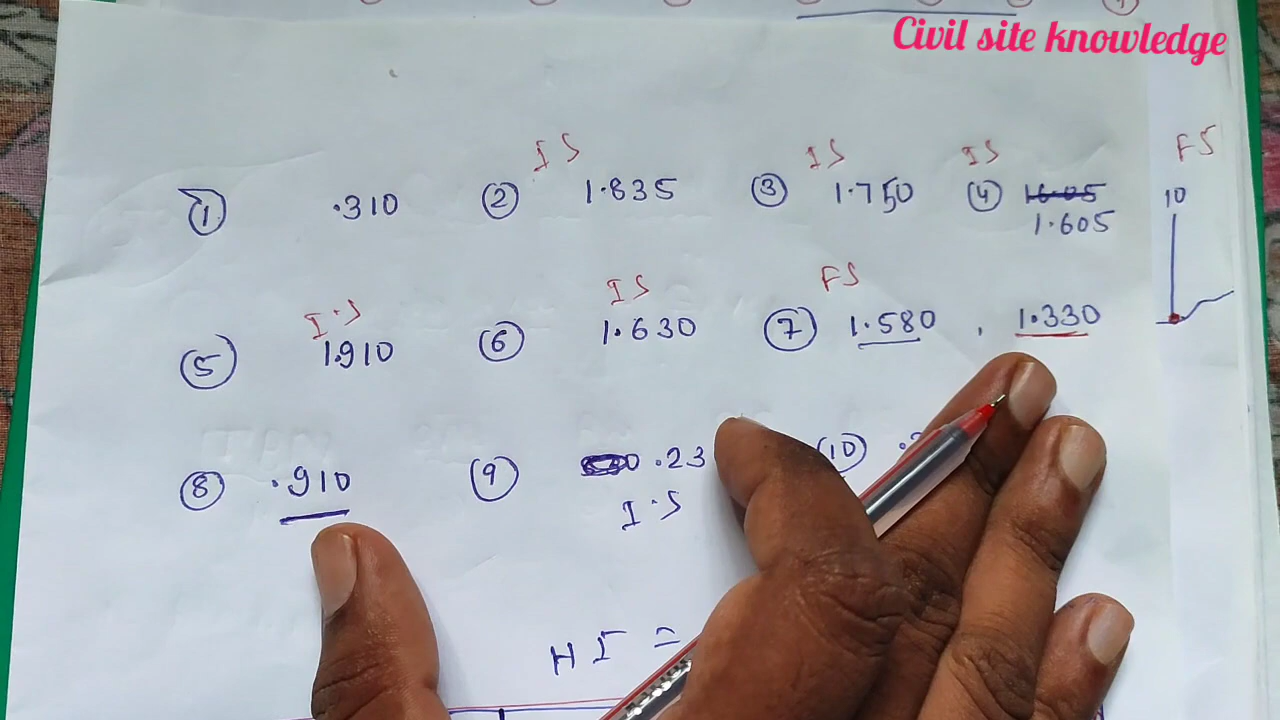 Civil site knowledge
IS IS IS FS
① .310 ② 1.835 ③ 1.750 ④ 1605 10
1.605
I.S IS FS
⑤ 1.910 ⑥ 1.630 ⑦ 1.580 , 1.330
⑧ .910 ⑨ .23 ⑩
I.S
HI =